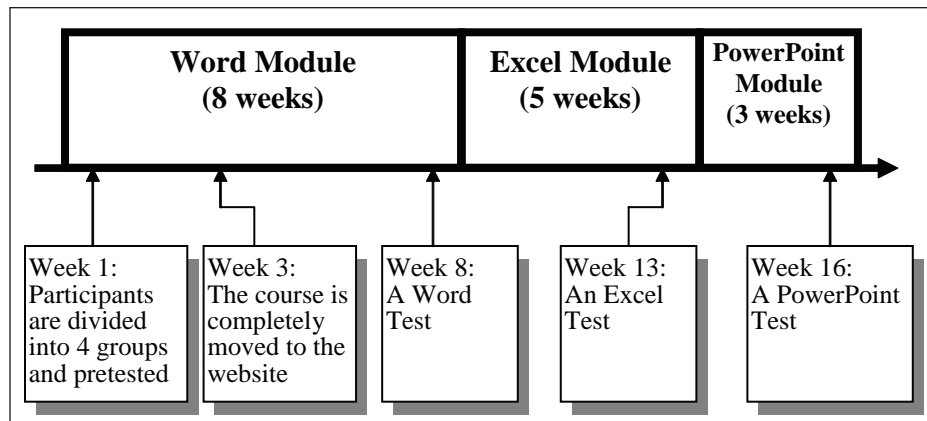 Word Module
(8 weeks)
Excel Module
(5 weeks)
PowerPoint
Module
(3 weeks)
Week 1:
Participants
are divided
into 4 groups
and pretested
Week 3:
The course is
completely
moved to the
website
Week 8:
A Word
Test
Week 13:
An Excel
Test
Week 16:
A PowerPoint
Test